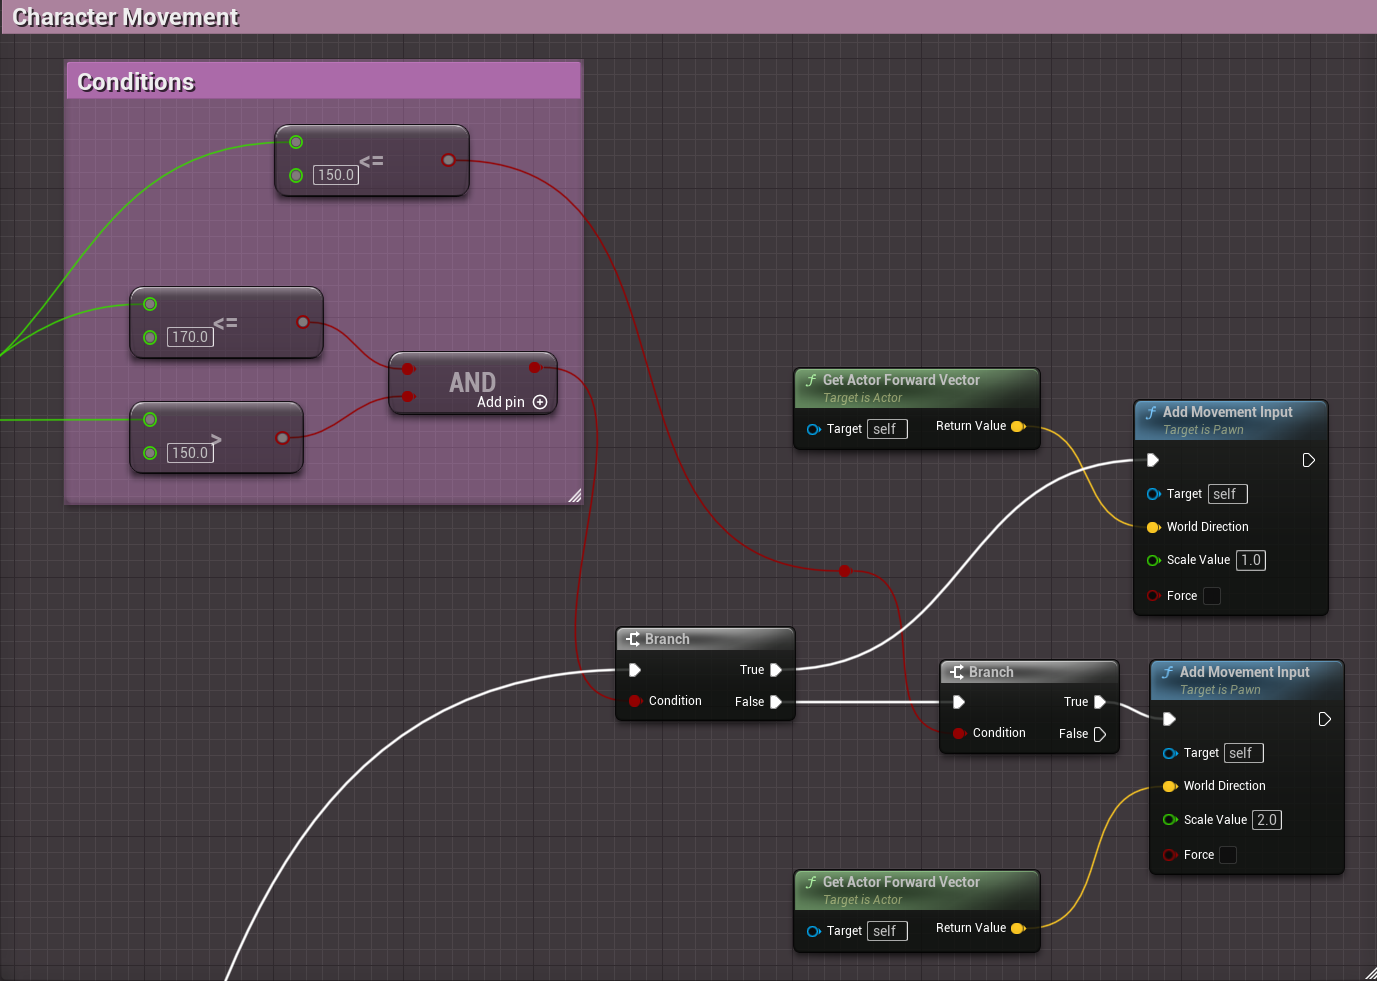 Character Movement
Conditions
<=
150.0
<=
170.0
AND
Add pin
>
150.0
Get Actor Forward Vector
Target is Actor
Target self
Return Value
Add Movement Input
Target is Pawn
Target self
World Direction
Scale Value 1.0
Force
Branch
True
Condition
False
Branch
True
Condition
False
Add Movement Input
Target is Pawn
Target self
World Direction
Scale Value 2.0
Force
Get Actor Forward Vector
Target is Actor
Target self
Return Value